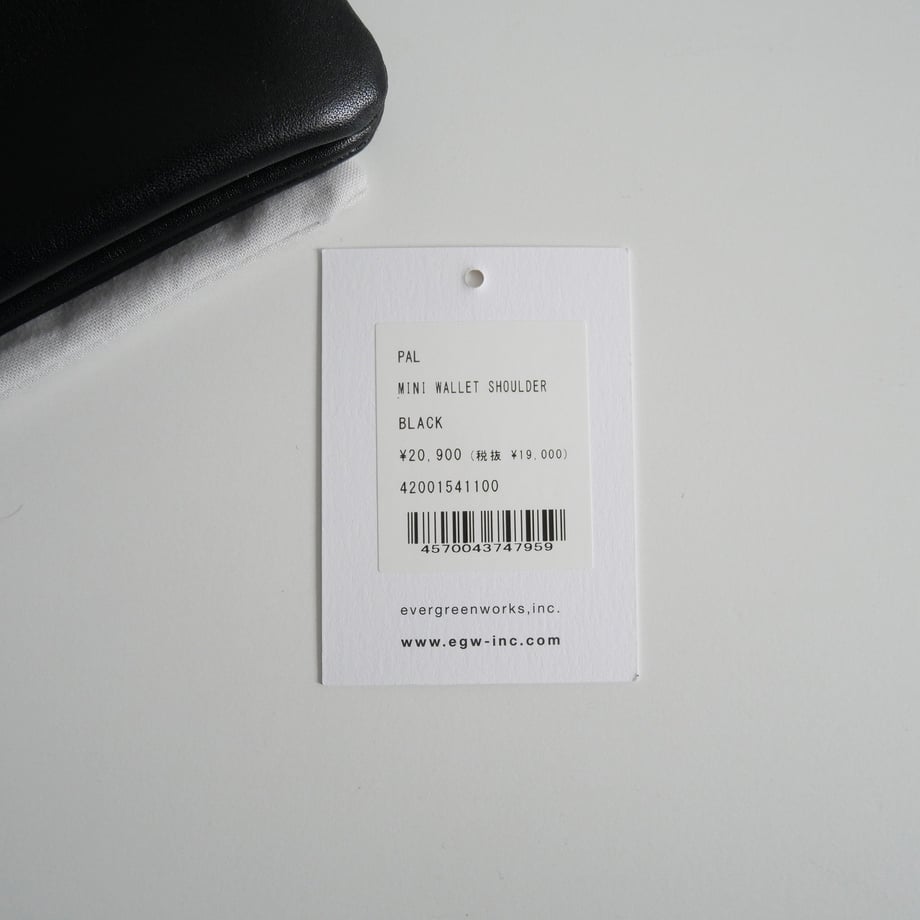 PAL
MINI WALLET SHOULDER
BLACK
¥20,900 (税抜 ¥19,000)
42001541100
4570043747959
evergreenworks,inc.
www.egw-inc.com